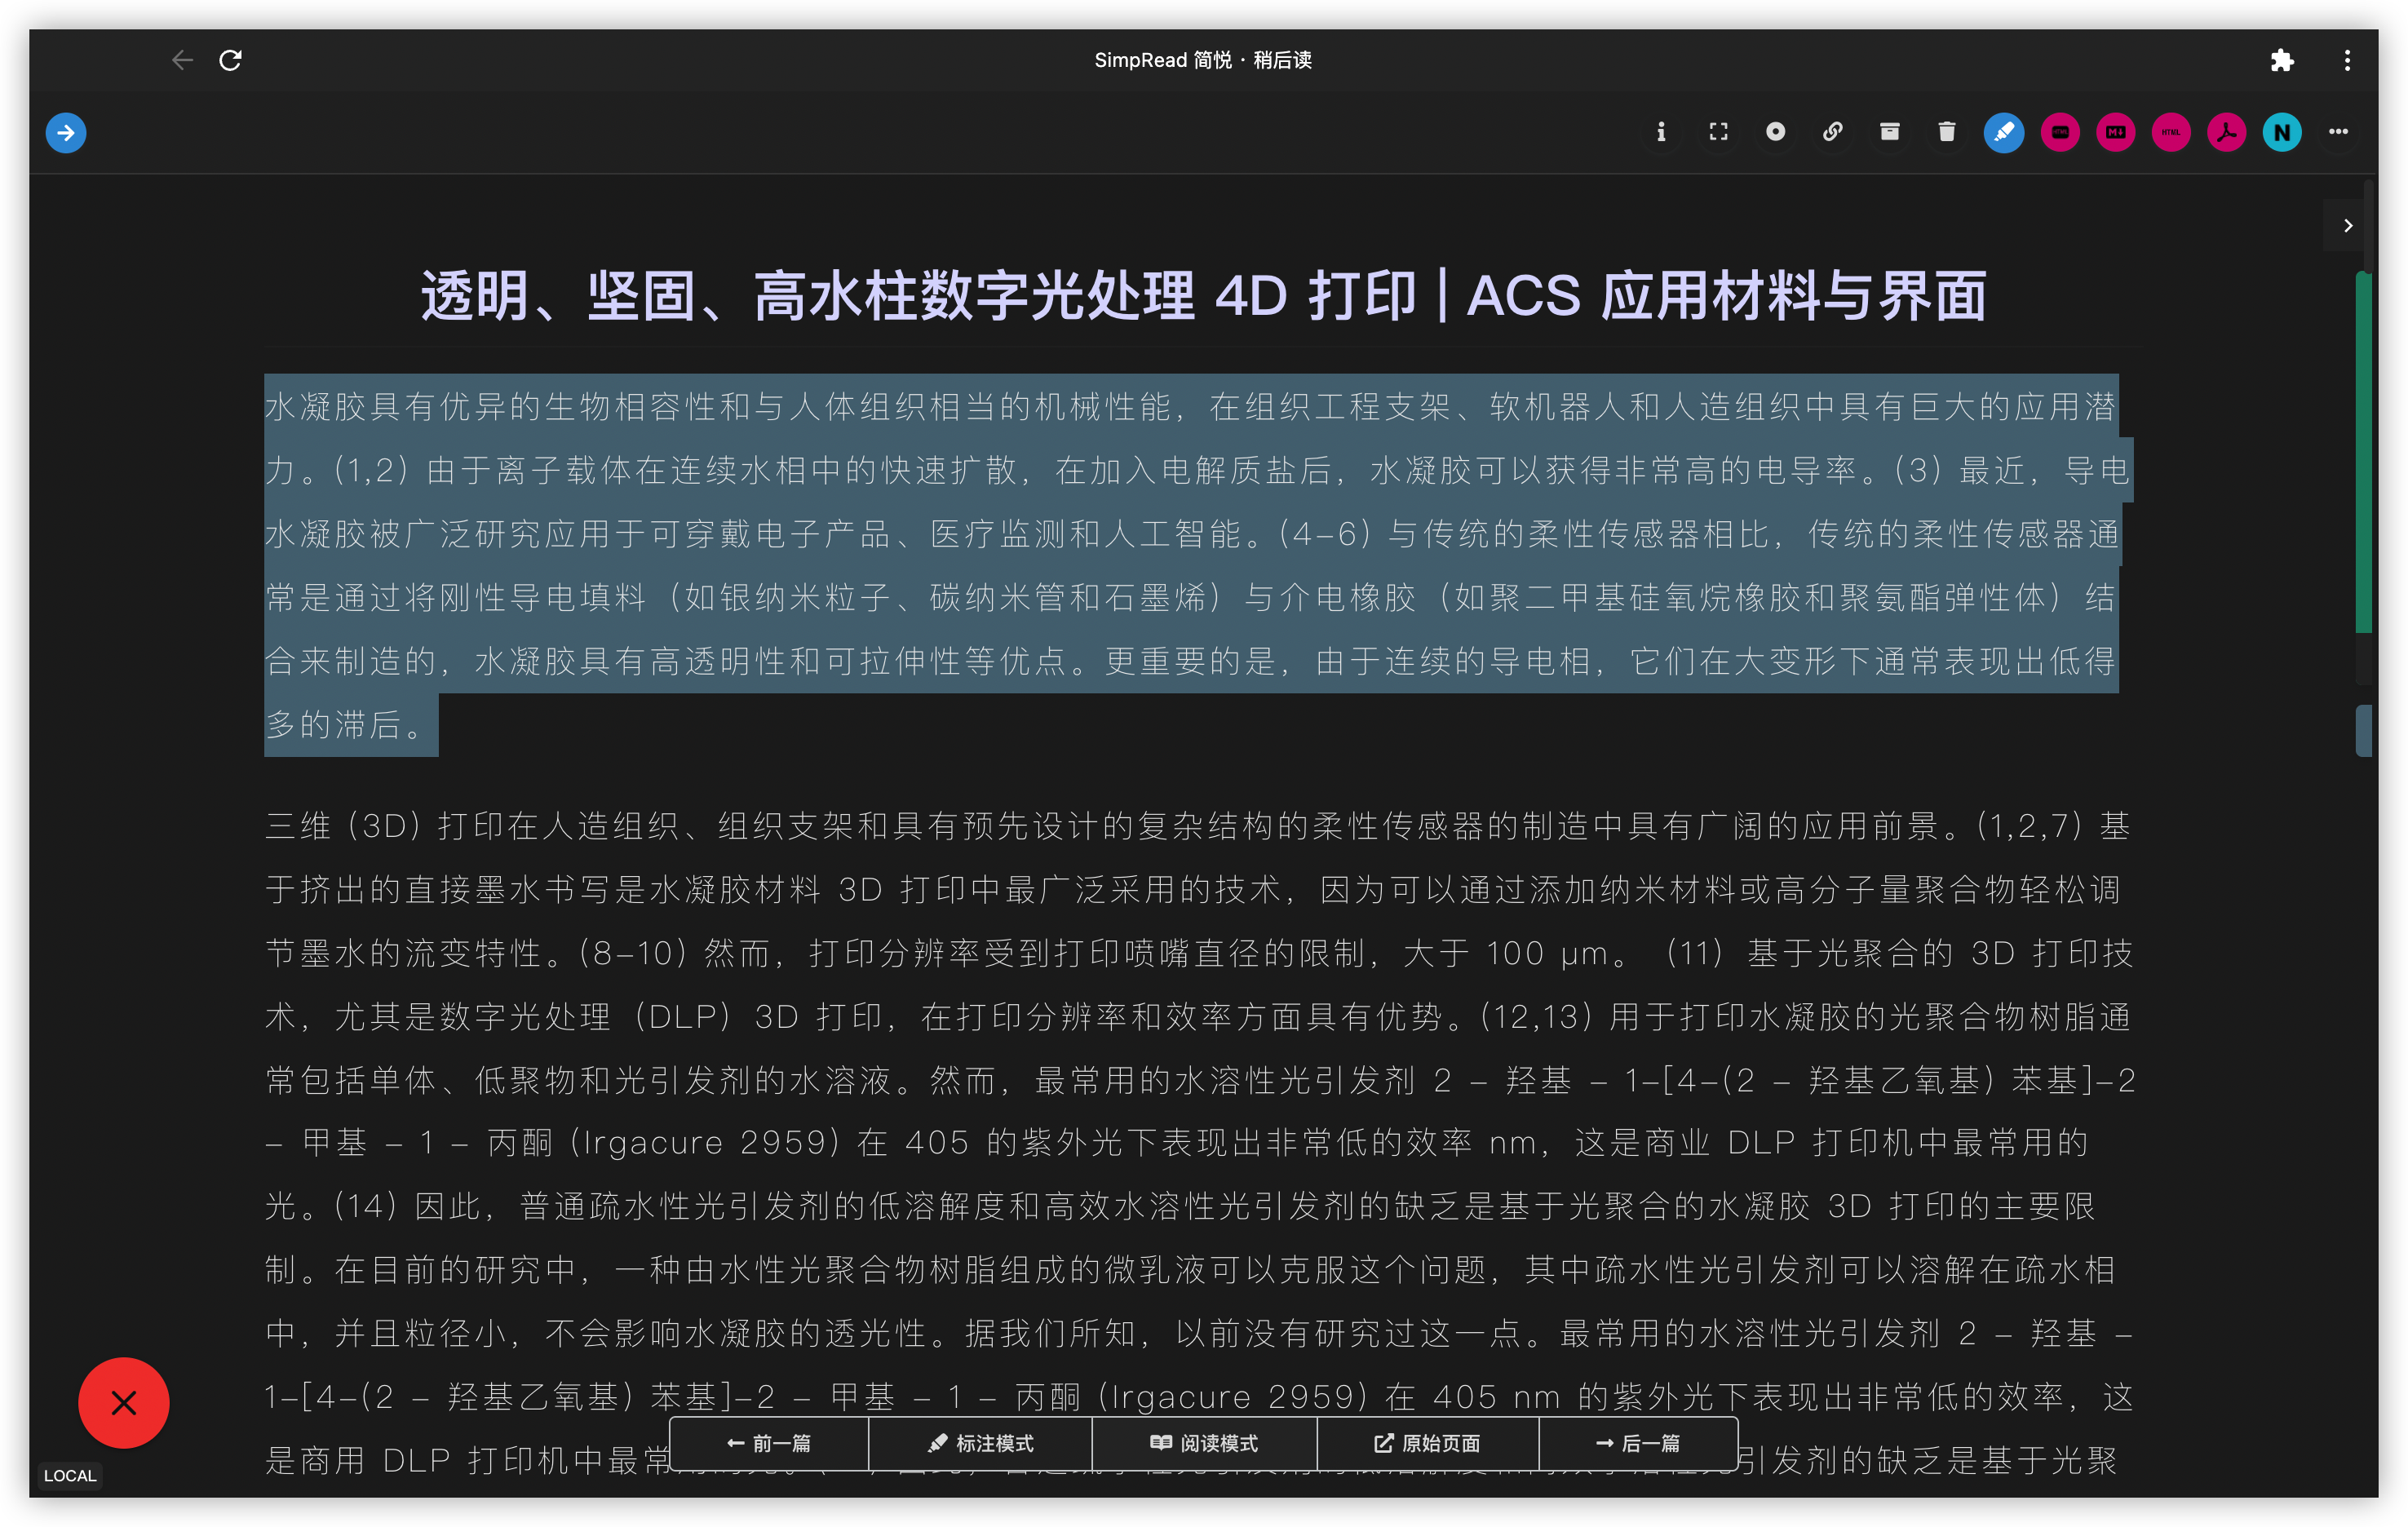 SimpRead 简悦 · 稍后读
HTML
M↓
HTML
N
透明、坚固、高水柱数字光处理 4D 打印 | ACS 应用材料与界面
水凝胶具有优异的生物相容性和与人体组织相当的机械性能，在组织工程支架、软机器人和人造组织中具有巨大的应用潜
力。(1,2) 由于离子载体在连续水相中的快速扩散，在加入电解质盐后，水凝胶可以获得非常高的电导率。(3) 最近，导电
水凝胶被广泛研究应用于可穿戴电子产品、医疗监测和人工智能。(4-6) 与传统的柔性传感器相比，传统的柔性传感器通
常是通过将刚性导电填料（如银纳米粒子、碳纳米管和石墨烯）与介电橡胶（如聚二甲基硅氧烷橡胶和聚氨酯弹性体）结
合来制造的，水凝胶具有高透明性和可拉伸性等优点。更重要的是，由于连续的导电相，它们在大变形下通常表现出低得
多的滞后。
三维 (3D) 打印在人造组织、组织支架和具有预先设计的复杂结构的柔性传感器的制造中具有广阔的应用前景。(1,2,7) 基
于挤出的直接墨水书写是水凝胶材料 3D 打印中最广泛采用的技术，因为可以通过添加纳米材料或高分子量聚合物轻松调
节墨水的流变特性。(8-10) 然而，打印分辨率受到打印喷嘴直径的限制，大于 100 μm。（11）基于光聚合的 3D 打印技
术，尤其是数字光处理（DLP）3D 打印，在打印分辨率和效率方面具有优势。(12,13) 用于打印水凝胶的光聚合物树脂通
常包括单体、低聚物和光引发剂的水溶液。然而，最常用的水溶性光引发剂 2 - 羟基 - 1-[4-(2 - 羟基乙氧基) 苯基]-2
- 甲基 - 1 - 丙酮 (Irgacure 2959) 在 405 的紫外光下表现出非常低的效率 nm，这是商业 DLP 打印机中最常用的
光。(14) 因此，普通疏水性光引发剂的低溶解度和高效水溶性光引发剂的缺乏是基于光聚合的水凝胶 3D 打印的主要限
制。在目前的研究中，一种由水性光聚合物树脂组成的微乳液可以克服这个问题，其中疏水性光引发剂可以溶解在疏水相
中，并且粒径小，不会影响水凝胶的透光性。据我们所知，以前没有研究过这一点。最常用的水溶性光引发剂 2 - 羟基 -
1-[4-(2 - 羟基乙氧基) 苯基]-2 - 甲基 - 1 - 丙酮 (Irgacure 2959) 在 405 nm 的紫外光下表现出非常低的效率，这
是商用 DLP 打印机中最常 引发剂的缺乏是基于光聚
前一篇 标注模式 阅读模式 原始页面 后一篇
LOCAL